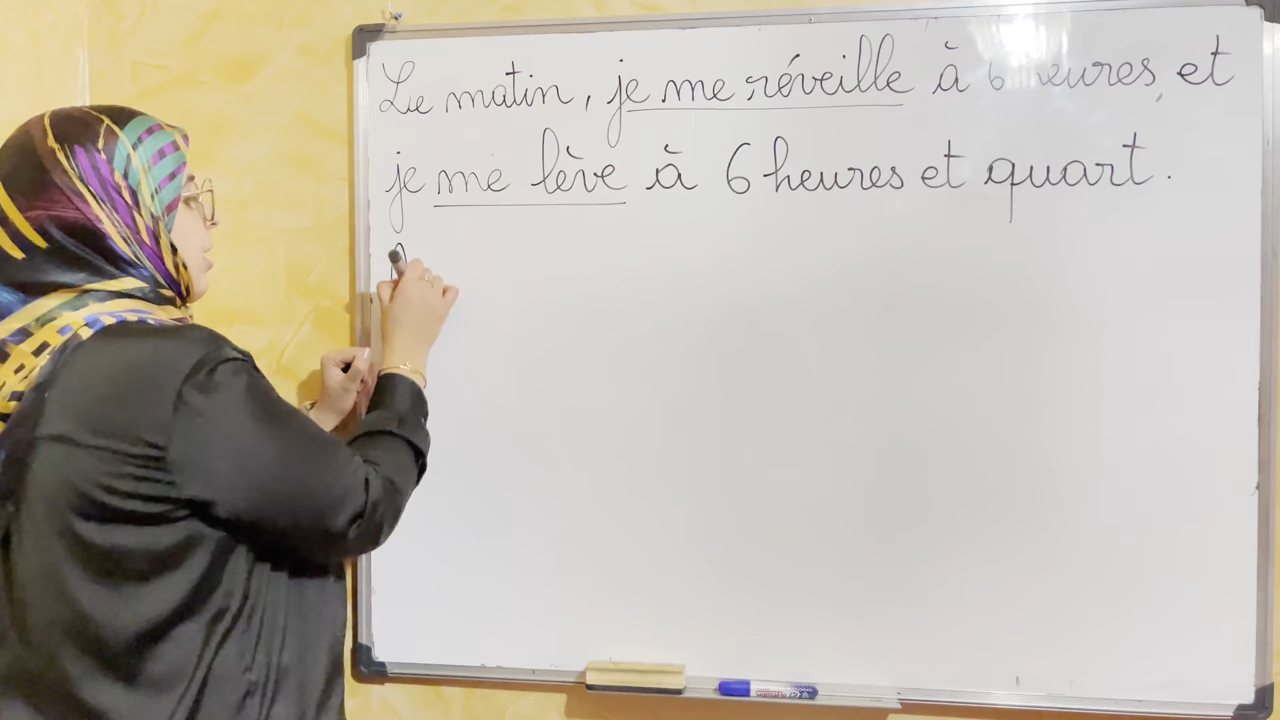 Le matin, je me réveille à 6 heures, et
je me lève à 6 heures et quart.